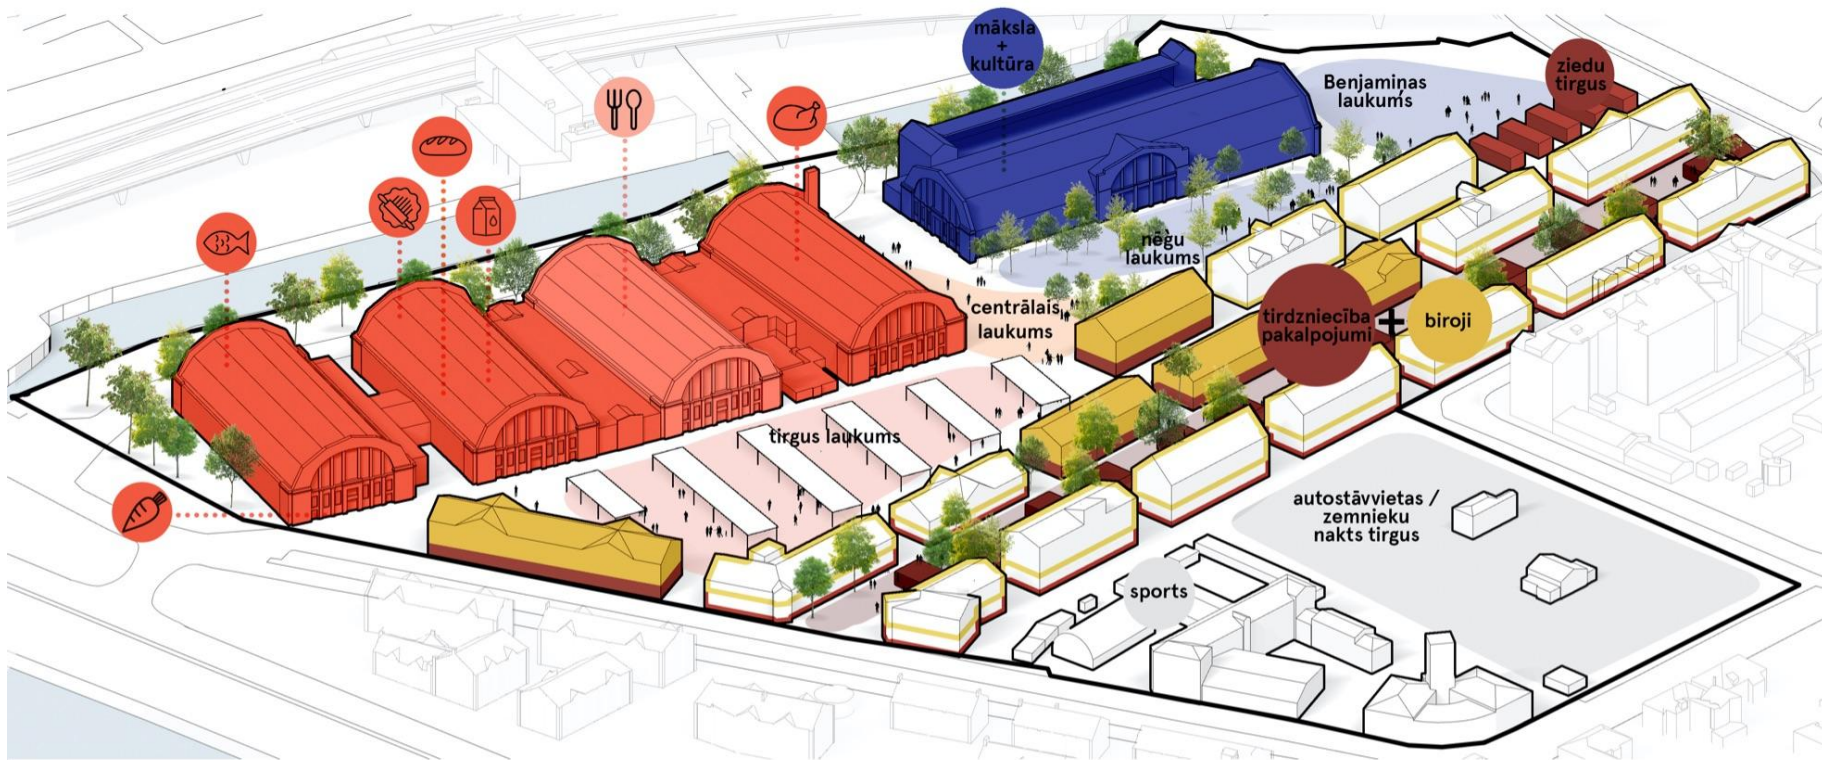 māksla
+
kultūra
Benjamiņas
laukums
ziedu
tirgus
nēģu
laukums
centrālais
laukums
tirdzniecība
pakalpojumi
+
biroji
tirgus laukums
autostāvvietas /
zemnieku
nakts tirgus
sports